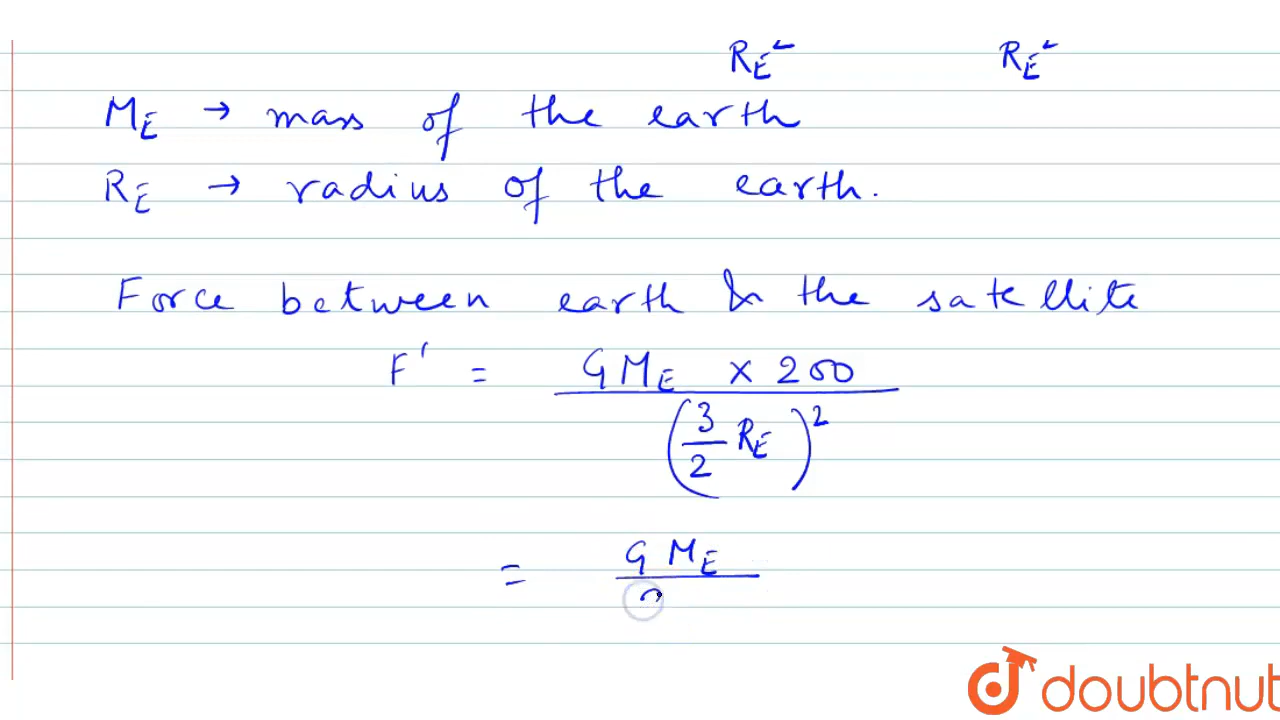 R_E² R_E²
M_E → mass of the earth
R_E → radius of the earth.
Force between earth & the satellite
F' = G M_E × 200 / (3/2 R_E)²
= G M_E /
doubtnut